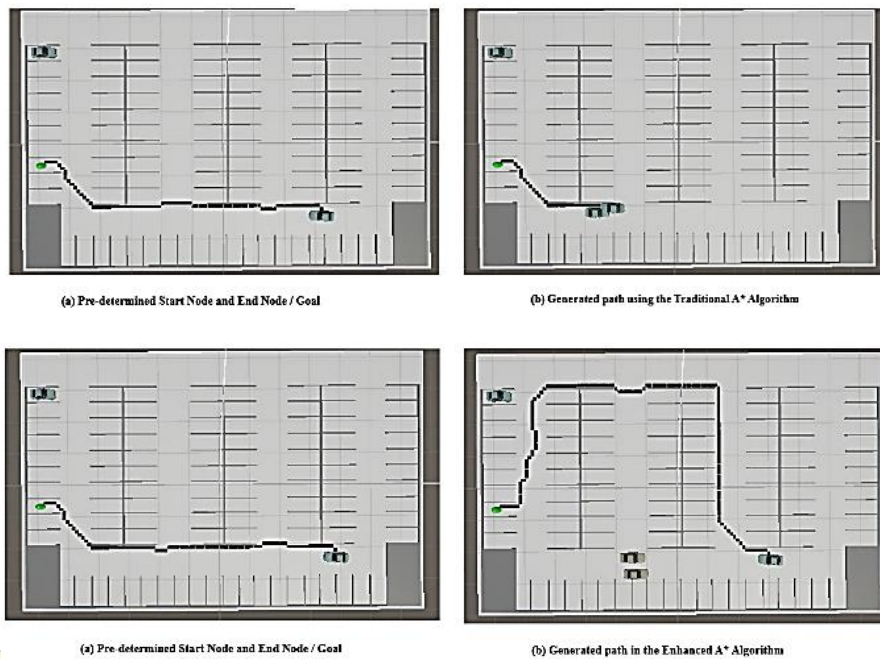 (a) Pre-determined Start Node and End Node / Goal
(b) Generated path using the Traditional A* Algorithm
(a) Pre-determined Start Node and End Node / Goal
(b) Generated path in the Enhanced A* Algorithm